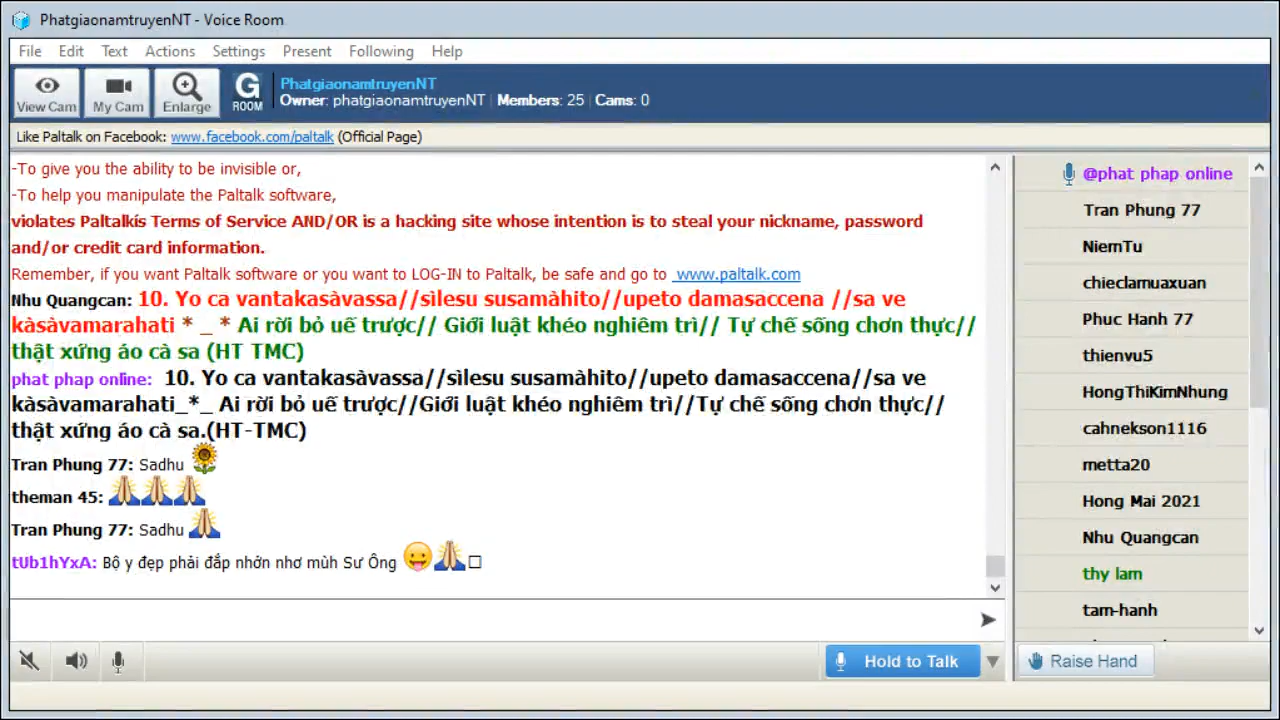 PhatgiaonamtruyenNT - Voice Room
File Edit Text Actions Settings Present Following Help
View Cam My Cam Enlarge G ROOM
PhatgiaonamtruyenNT
Owner: phatgiaonamtruyenNT | Members: 25 | Cams: 0
Like Paltalk on Facebook: www.facebook.com/paltalk (Official Page)
-To give you the ability to be invisible or,
-To help you manipulate the Paltalk software,
violates Paltalkís Terms of Service AND/OR is a hacking site whose intention is to steal your nickname, password
and/or credit card information.
Remember, if you want Paltalk software or you want to LOG-IN to Paltalk, be safe and go to www.paltalk.com
Nhu Quangcan: 10. Yo ca vantakasàvassa//sìlesu susamàhito//upeto damasaccena //sa ve
kàsàvamarahati * _ * Ai rời bỏ uế trược// Giới luật khéo nghiêm trì// Tự chế sống chơn thực//
thật xứng áo cà sa (HT TMC)
phat phap online: 10. Yo ca vantakasàvassa//sìlesu susamàhito//upeto damasaccena//sa ve
kàsàvamarahati_*_ Ai rời bỏ uế trược//Giới luật khéo nghiêm trì//Tự chế sống chơn thực//
thật xứng áo cà sa.(HT-TMC)
Tran Phung 77: Sadhu
theman 45:
Tran Phung 77: Sadhu
tUb1hYxA: Bộ y đẹp phải đắp nhớn nhơ mùh Sư Ông
Hold to Talk
@phat phap online
Tran Phung 77
NiemTu
chieclamuaxuan
Phuc Hanh 77
thienvu5
HongThiKimNhung
cahnekson1116
metta20
Hong Mai 2021
Nhu Quangcan
thy lam
tam-hanh
Raise Hand